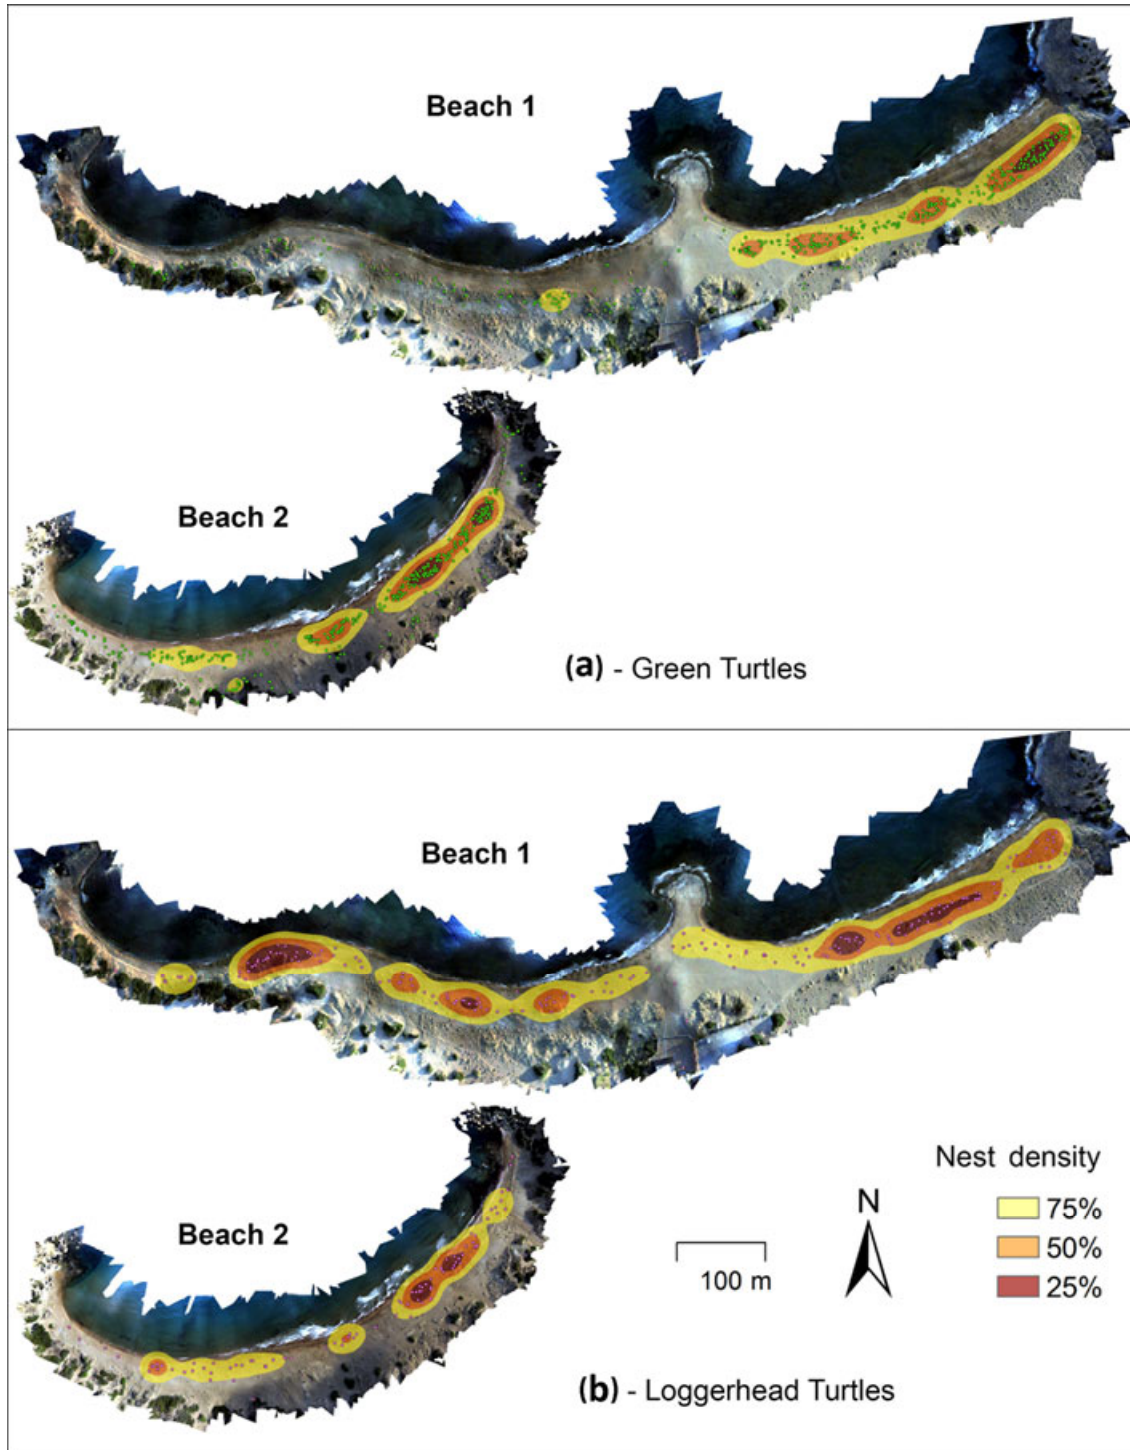 Beach 1
Beach 2
(a) - Green Turtles
Beach 1
Beach 2
Nest density
75%
50%
25%
N
100 m
(b) - Loggerhead Turtles